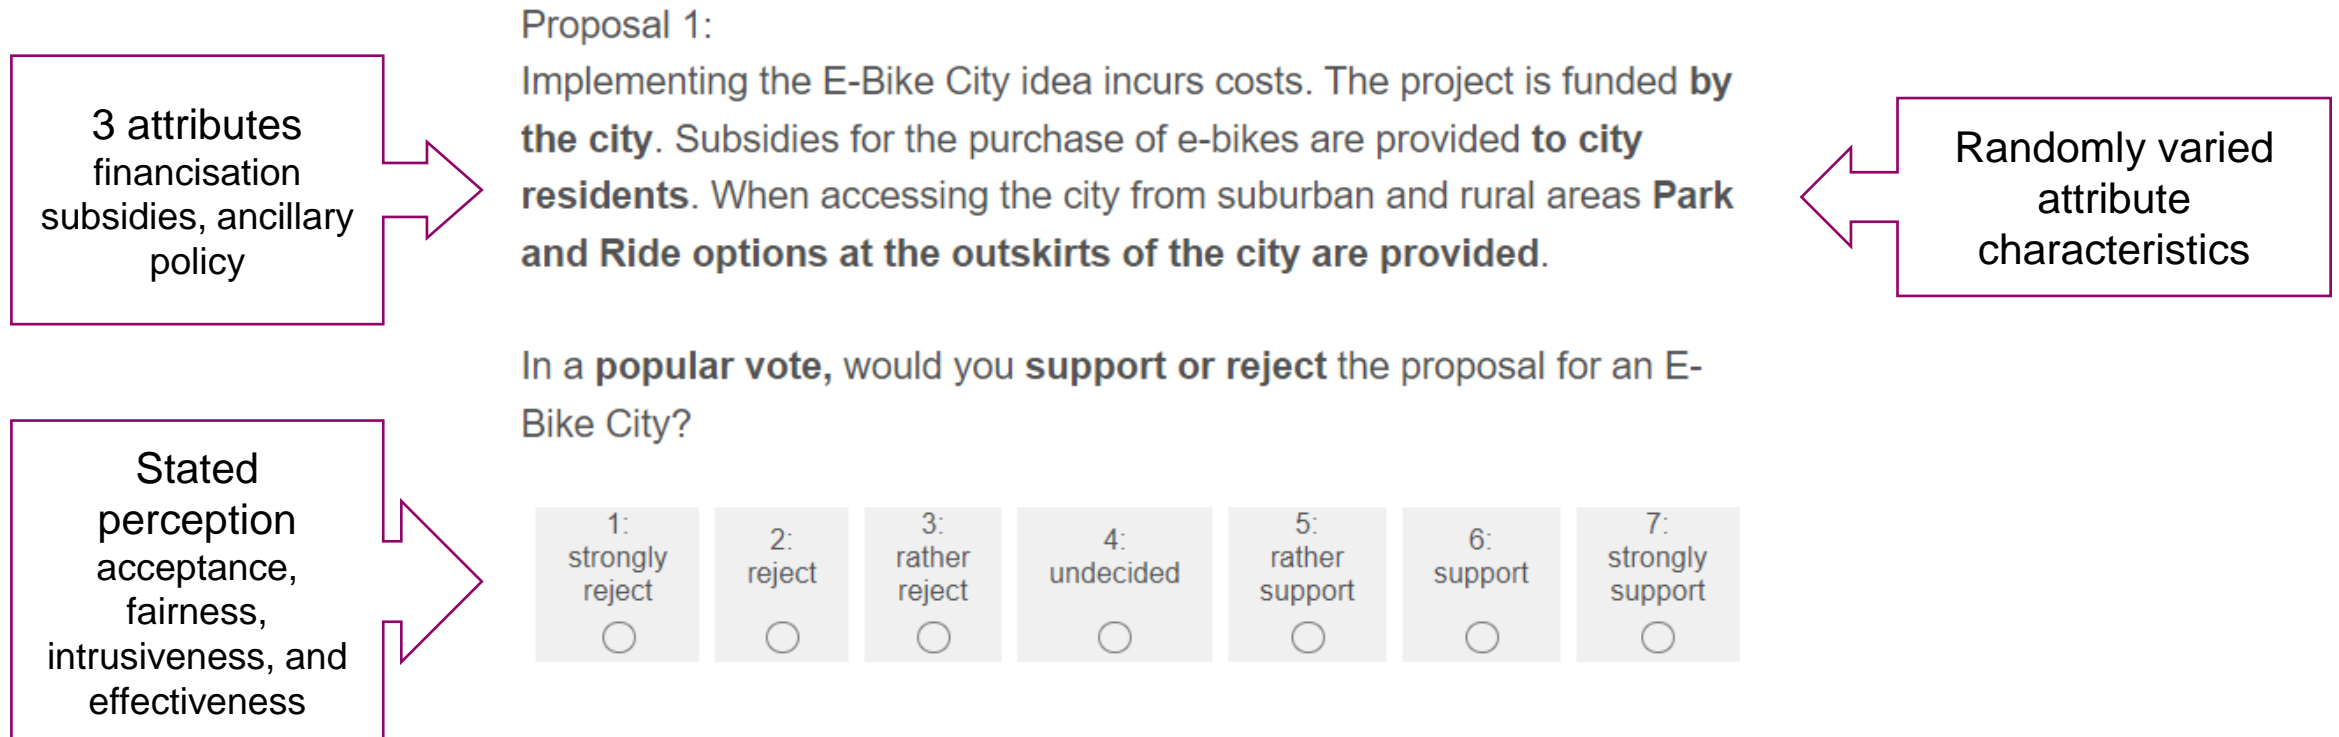 3 attributes
financisation
subsidies, ancillary
policy
Proposal 1:
Implementing the E-Bike City idea incurs costs. The project is funded by
the city. Subsidies for the purchase of e-bikes are provided to city
residents. When accessing the city from suburban and rural areas Park
and Ride options at the outskirts of the city are provided.
Randomly varied
attribute
characteristics
In a popular vote, would you support or reject the proposal for an E-
Bike City?
Stated
perception
acceptance,
fairness,
intrusiveness, and
effectiveness
1:
strongly
reject
2:
reject
3:
rather
reject
4:
undecided
5:
rather
support
6:
support
7:
strongly
support